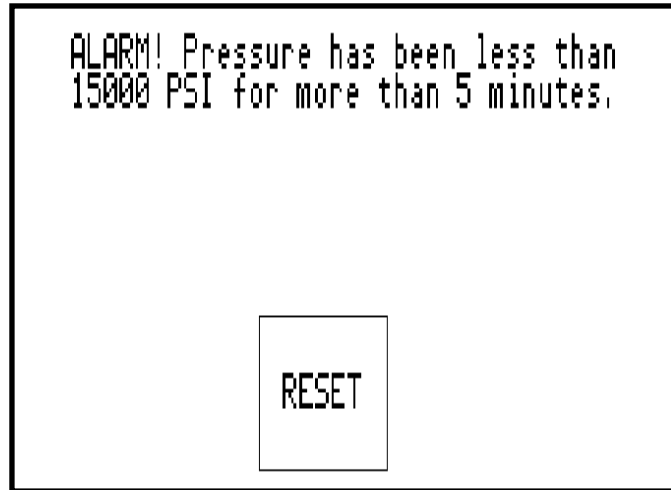 ALARM! Pressure has been less than
15000 PSI for more than 5 minutes.
RESET